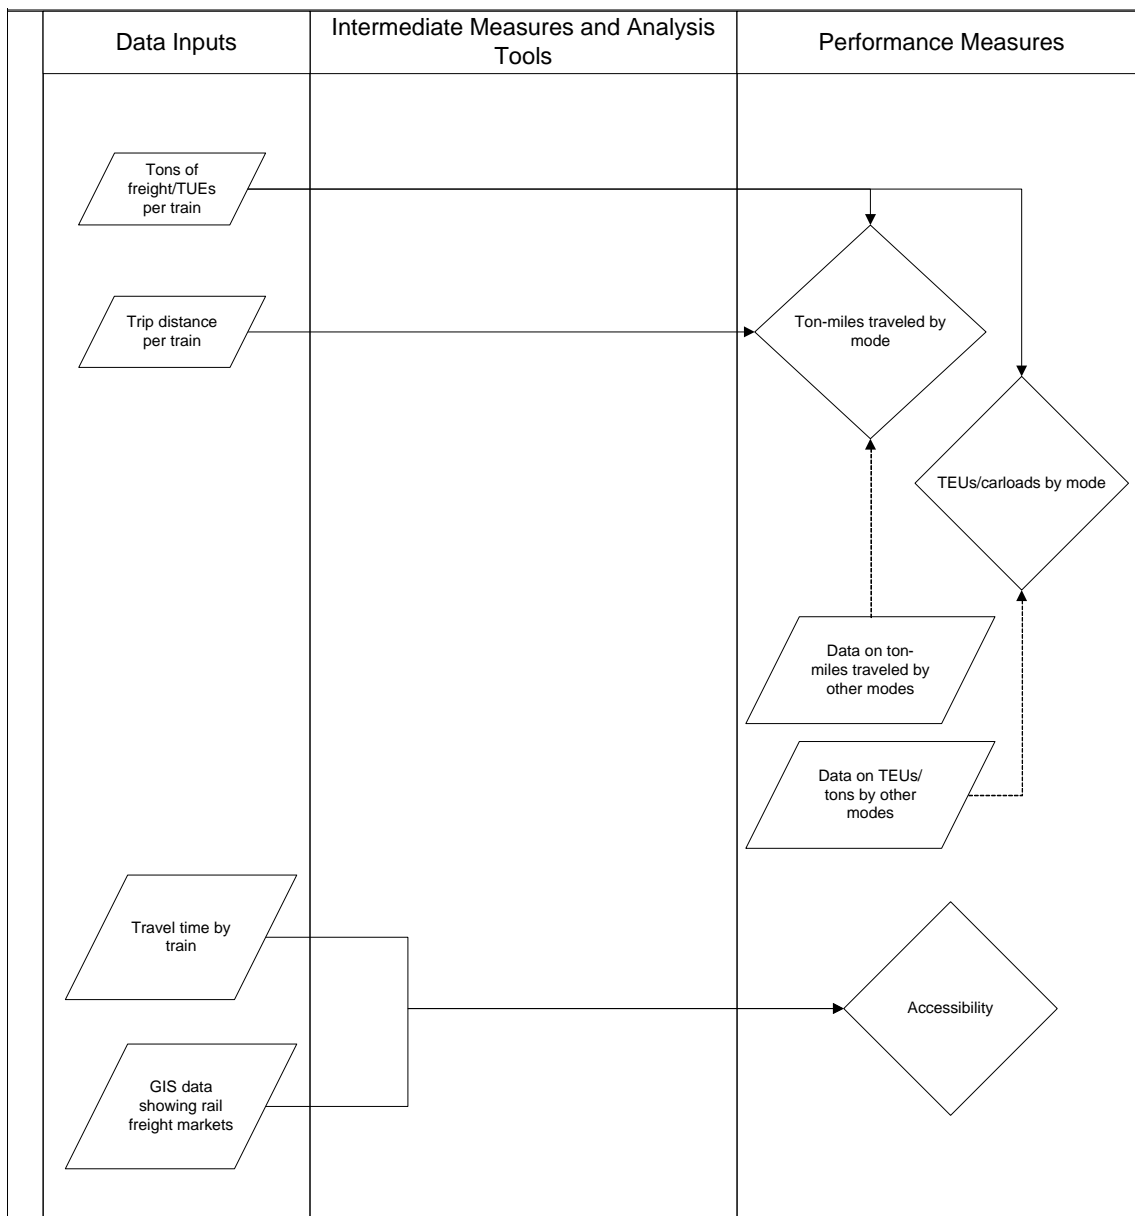 Data Inputs
Intermediate Measures and Analysis
Tools
Performance Measures
Tons of
freight/TUEs
per train
Trip distance
per train
Ton-miles traveled by
mode
TEUs/carloads by mode
Data on ton-
miles traveled by
other modes
Data on TEUs/
tons by other
modes
Travel time by
train
Accessibility
GIS data
showing rail
freight markets